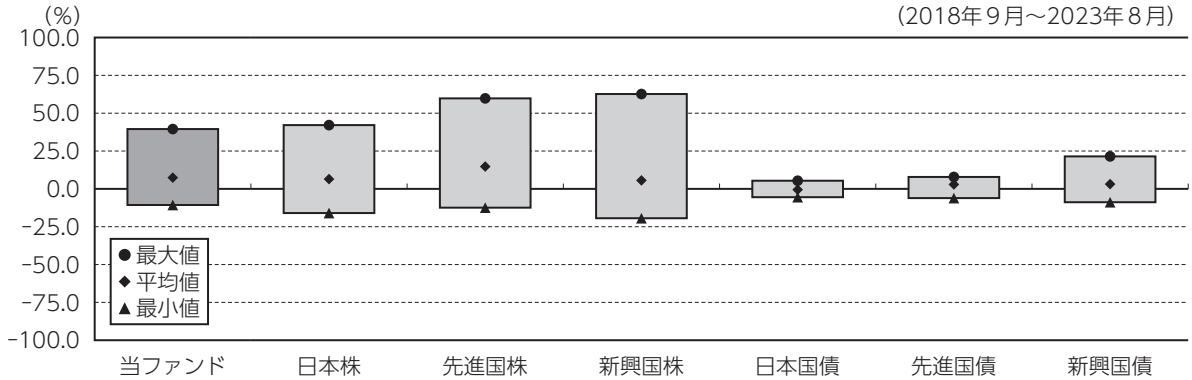 (%)
(2018年9月～2023年8月)
100.0
75.0
50.0
25.0
0.0
-25.0
-50.0
-75.0
-100.0
●最大値
◆平均値
▲最小値
当ファンド 日本株 先進国株 新興国株 日本国債 先進国債 新興国債